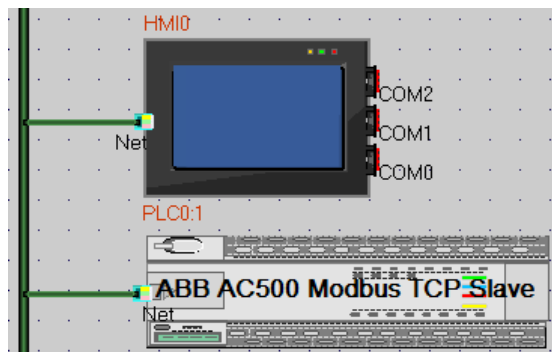 HMI0
COM2
COM1
Net
COM0
PLC0:1
ABB AC500 Modbus TCP Slave
Net